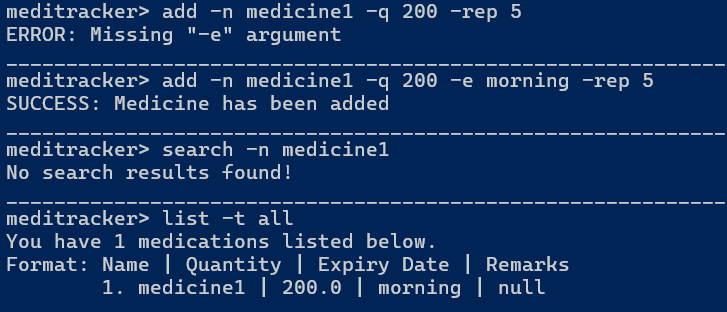 meditracker> add -n medicine1 -q 200 -rep 5
ERROR: Missing "-e" argument
meditracker> add -n medicine1 -q 200 -e morning -rep 5
SUCCESS: Medicine has been added
meditracker> search -n medicine1
No search results found!
meditracker> list -t all
You have 1 medications listed below.
Format: Name | Quantity | Expiry Date | Remarks
1. medicine1 | 200.0 | morning | null